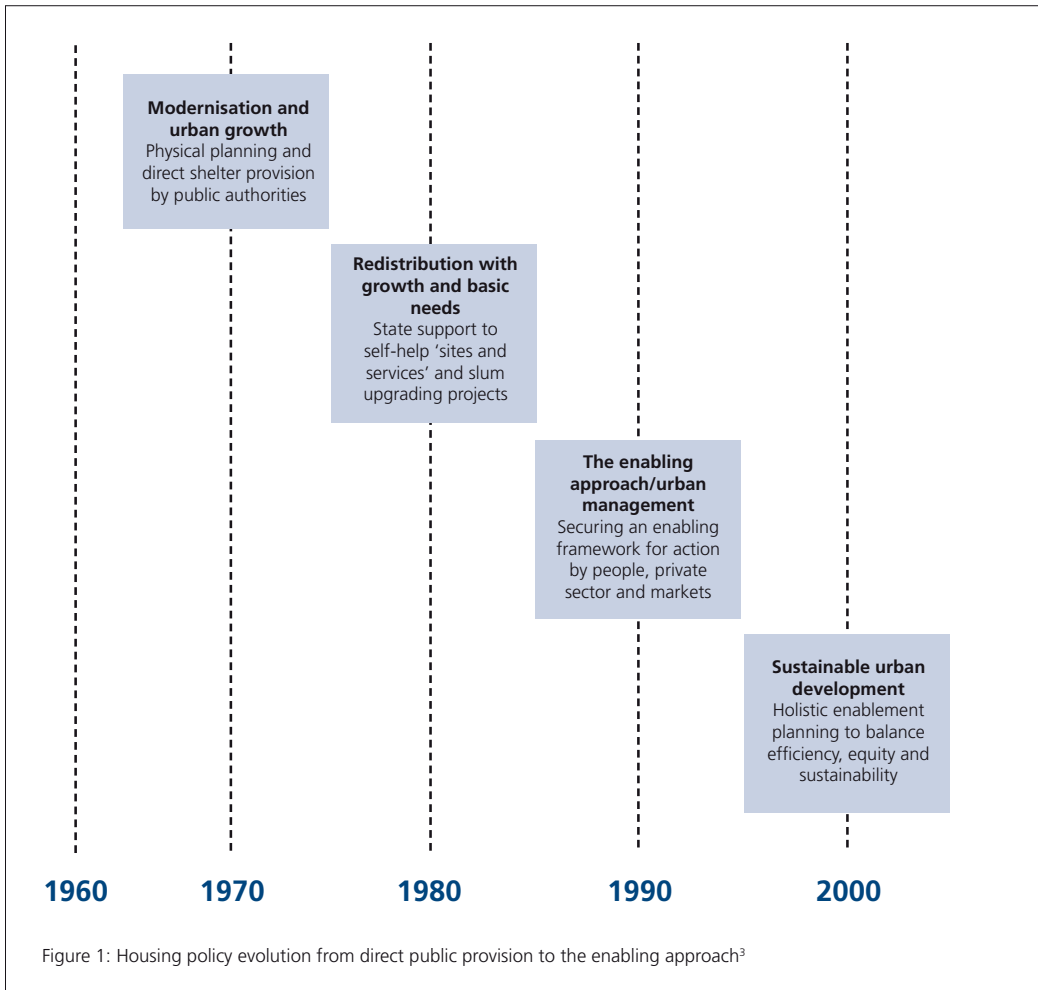 Modernisation and
urban growth
Physical planning and
direct shelter provision
by public authorities
Redistribution with
growth and basic
needs
State support to
self-help ‘sites and
services’ and slum
upgrading projects
The enabling
approach/urban
management
Securing an enabling
framework for action
by people, private
sector and markets
Sustainable urban
development
Holistic enablement
planning to balance
efficiency, equity and
sustainability
1960 1970 1980 1990 2000
Figure 1: Housing policy evolution from direct public provision to the enabling approach³